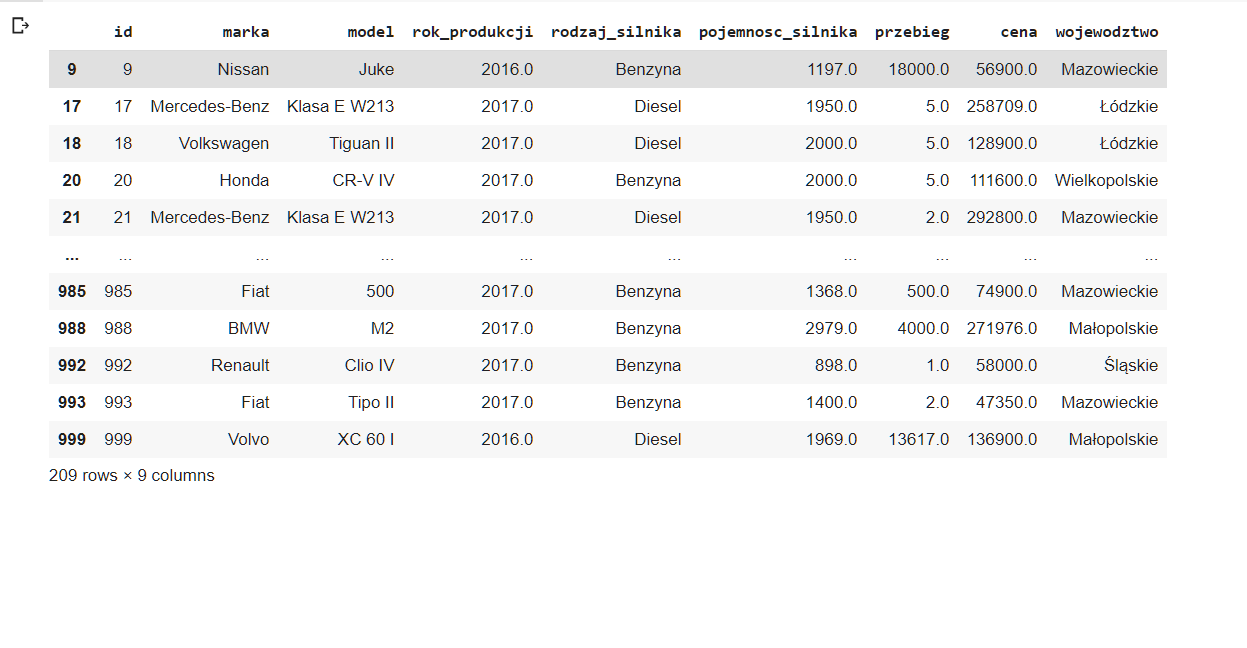 id marka model rok_produkcji rodzaj_silnika pojemnosc_silnika przebieg cena wojewodztwo
9 9 Nissan Juke 2016.0 Benzyna 1197.0 18000.0 56900.0 Mazowieckie
17 17 Mercedes-Benz Klasa E W213 2017.0 Diesel 1950.0 5.0 258709.0 Łódzkie
18 18 Volkswagen Tiguan II 2017.0 Diesel 2000.0 5.0 128900.0 Łódzkie
20 20 Honda CR-V IV 2017.0 Benzyna 2000.0 5.0 111600.0 Wielkopolskie
21 21 Mercedes-Benz Klasa E W213 2017.0 Diesel 1950.0 2.0 292800.0 Mazowieckie
... ... ... ... ... ... ... ... ... ...
985 985 Fiat 500 2017.0 Benzyna 1368.0 500.0 74900.0 Mazowieckie
988 988 BMW M2 2017.0 Benzyna 2979.0 4000.0 271976.0 Małopolskie
992 992 Renault Clio IV 2017.0 Benzyna 898.0 1.0 58000.0 Śląskie
993 993 Fiat Tipo II 2017.0 Benzyna 1400.0 2.0 47350.0 Mazowieckie
999 999 Volvo XC 60 I 2016.0 Diesel 1969.0 13617.0 136900.0 Małopolskie
209 rows × 9 columns